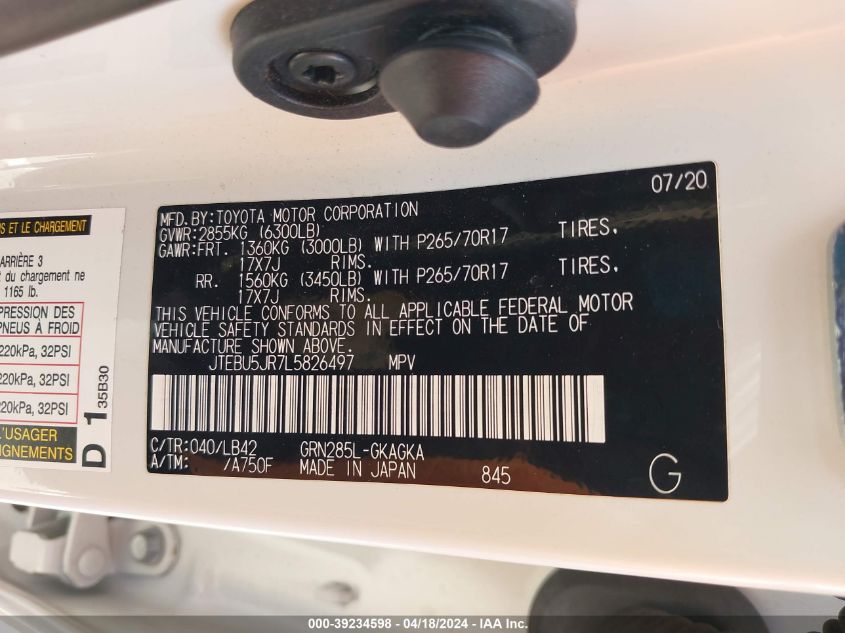 07/20
MFD. BY: TOYOTA MOTOR CORPORATION
GVWR: 2855KG (6300LB)
GAWR: FRT. 1360KG (3000LB) WITH P265/70R17 TIRES.
17X7J RIMS.
RR. 1560KG (3450LB) WITH P265/70R17 TIRES.
17X7J RIMS.
THIS VEHICLE CONFORMS TO ALL APPLICABLE FEDERAL MOTOR
VEHICLE SAFETY STANDARDS IN EFFECT ON THE DATE OF
MANUFACTURE SHOWN ABOVE.
JTEBU5JR7L5826497 MPV
C/TR: 040/LB42 GRN285L-GKAGKA
A/TM: /A750F MADE IN JAPAN 845
G
S ET LE CHARGEMENT
ARRIÈRE 3
t du chargement ne
1165 lb.
PRESSION DES
PNEUS À FROID
220kPa, 32PSI
220kPa, 32PSI
220kPa, 32PSI
L'USAGER
IGNEMENTS
D 1 35B30
000-39234598 - 04/18/2024 - IAA Inc.